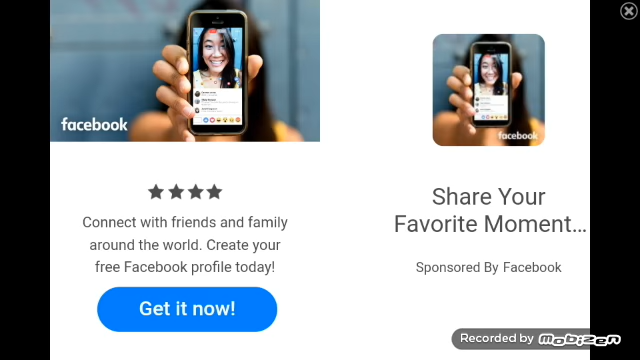 facebook
Connect with friends and family
around the world. Create your
free Facebook profile today!
Get it now!
facebook
Share Your
Favorite Moment...
Sponsored By Facebook
Recorded by Mobizen